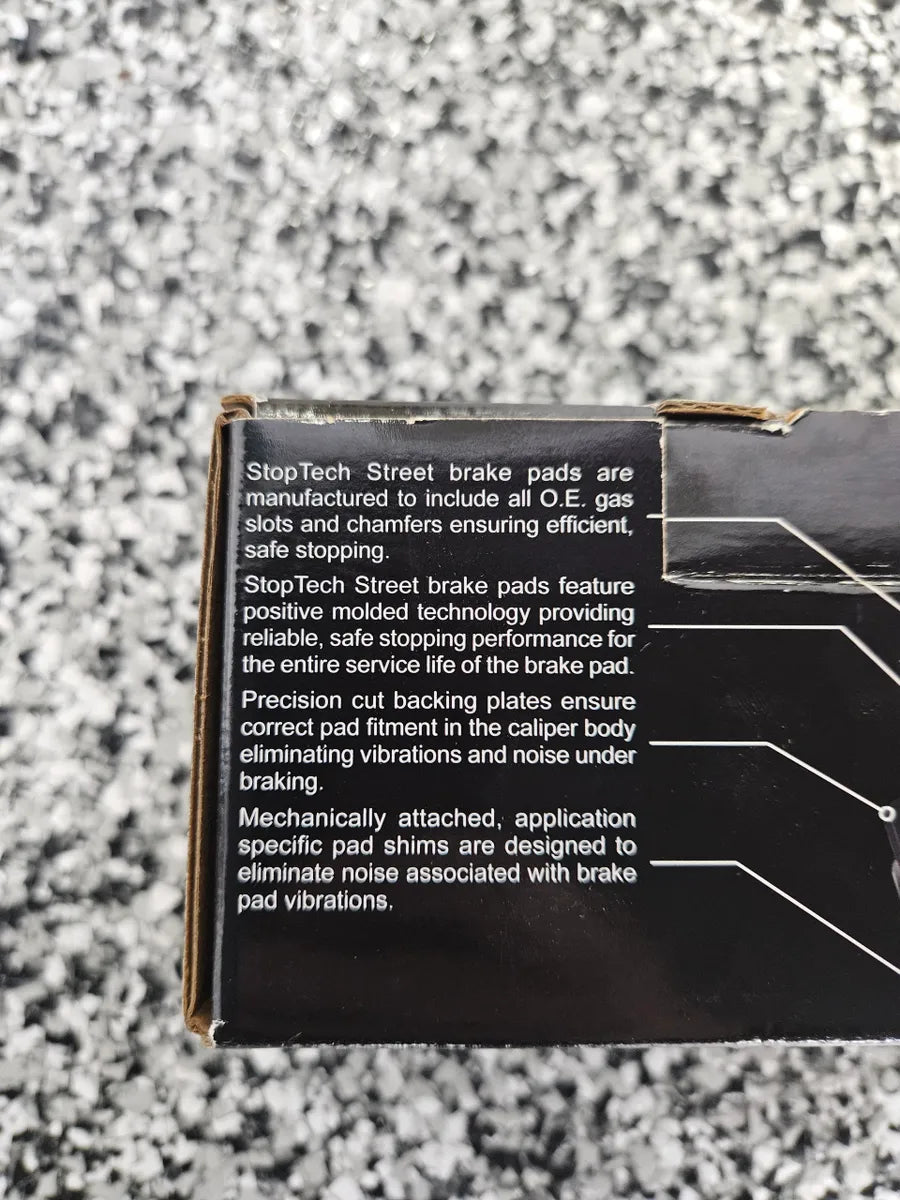 StopTech Street brake pads are
manufactured to include all O.E. gas
slots and chamfers ensuring efficient,
safe stopping.
StopTech Street brake pads feature
positive molded technology providing
reliable, safe stopping performance for
the entire service life of the brake pad.
Precision cut backing plates ensure
correct pad fitment in the caliper body
eliminating vibrations and noise under
braking.
Mechanically attached, application
specific pad shims are designed to
eliminate noise associated with brake
pad vibrations.